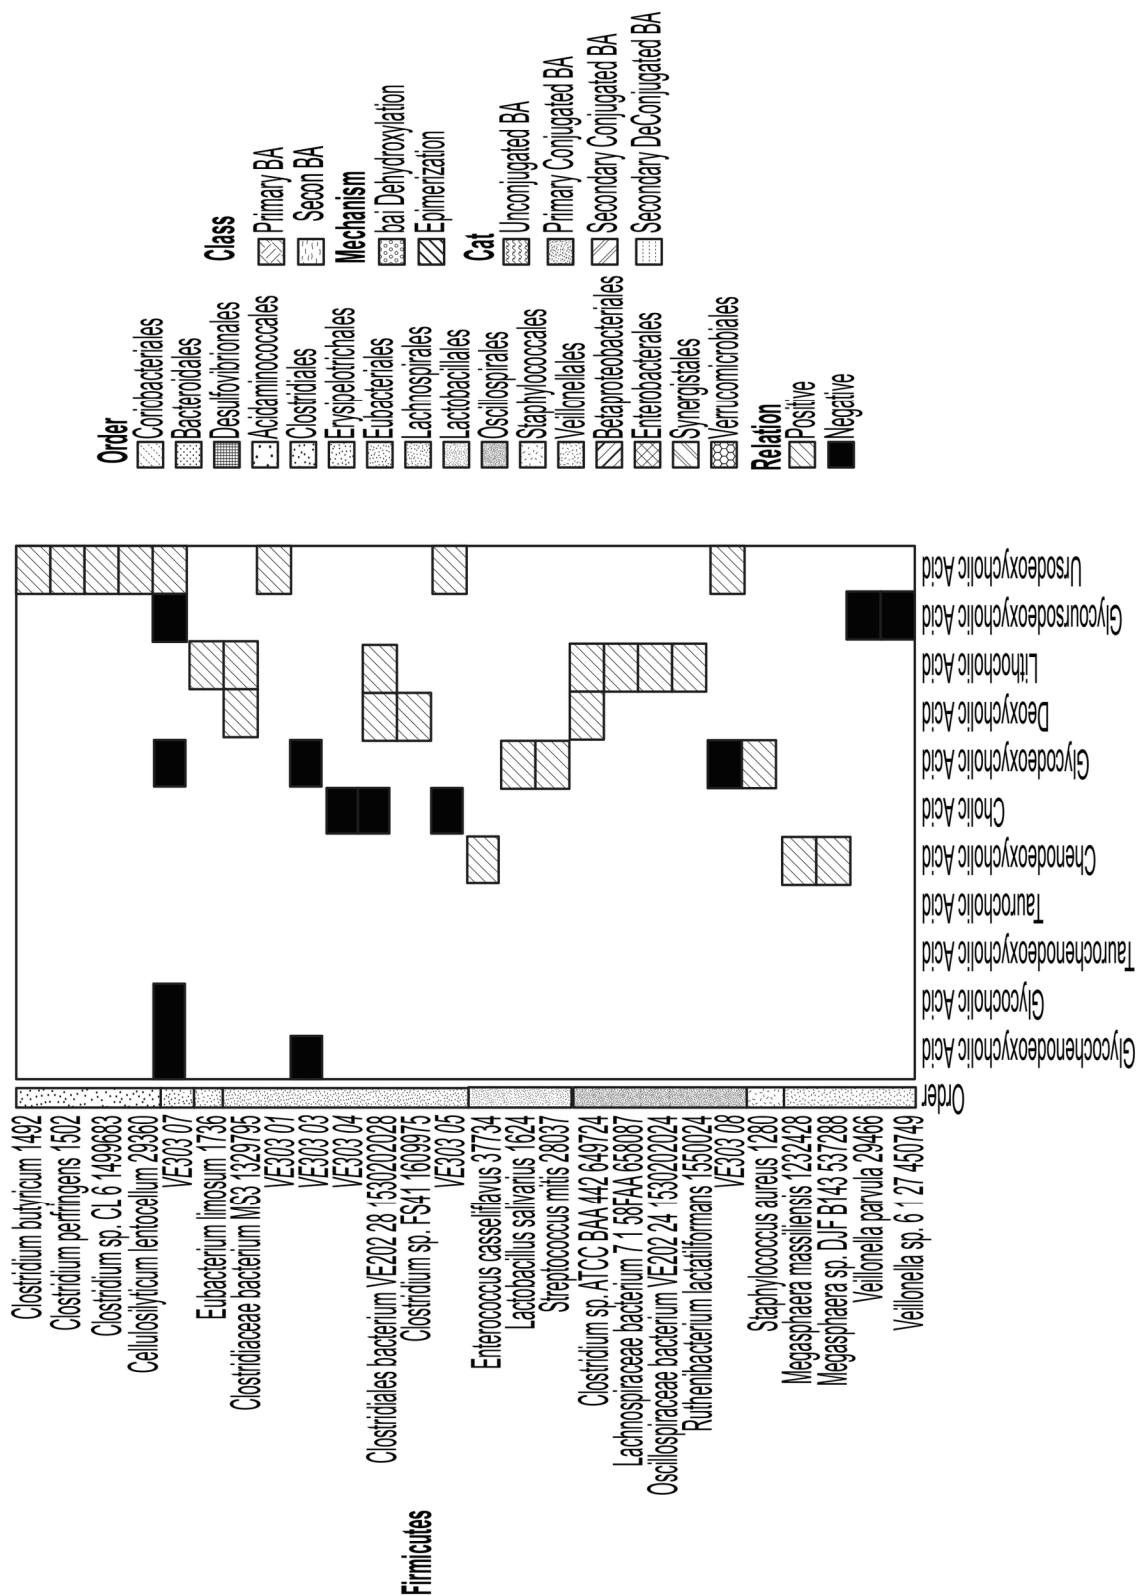 Firmicutes
Clostridium butyricum 1492
Clostridium perfringens 1502
Clostridium sp. CL 6 1499683
Cellulosilyticum lentocellum 29360
VE303 07
Eubacterium limosum 1736
Clostridiaceae bacterium MS3 1329795
VE303 01
VE303 03
VE303 04
Clostridiales bacterium VE202 28 1530202028
Clostridium sp. FS41 1609975
VE303 05
Enterococcus casseliflavus 37734
Lactobacillus salivarius 1624
Streptococcus mitis 28037
Clostridium sp. ATCC BAA 442 649724
Lachnospiraceae bacterium 7 1 58FAA 658087
Oscillospiraceae bacterium VE202 24 1530202024
Ruthenibacterium lactatiformans 1550024
VE303 08
Staphylococcus aureus 1280
Megasphaera massiliensis 1232428
Megasphaera sp. DJF B143 537288
Veillonella parvula 29466
Veillonella sp. 6 1 27 450749
Order
Glycochenodeoxycholic Acid
Glycocholic Acid
Taurochenodeoxycholic Acid
Taurocholic Acid
Chenodeoxycholic Acid
Cholic Acid
Glycodeoxycholic Acid
Deoxycholic Acid
Lithocholic Acid
Glycoursodeoxycholic Acid
Ursodeoxycholic Acid
Order
Coriobacteriales
Bacteroidales
Desulfovibrionales
Acidaminococcales
Clostridiales
Erysipelotrichales
Eubacteriales
Lachnospirales
Lactobacillales
Oscillospirales
Staphylococcales
Veillonellales
Betaproteobacteriales
Enterobacterales
Synergistales
Verrucomicrobiales
Relation
Positive
Negative
Class
Primary BA
Secon BA
Mechanism
bai Dehydroxylation
Epimerization
Cat
Unconjugated BA
Primary Conjugated BA
Secondary Conjugated BA
Secondary DeConjugated BA